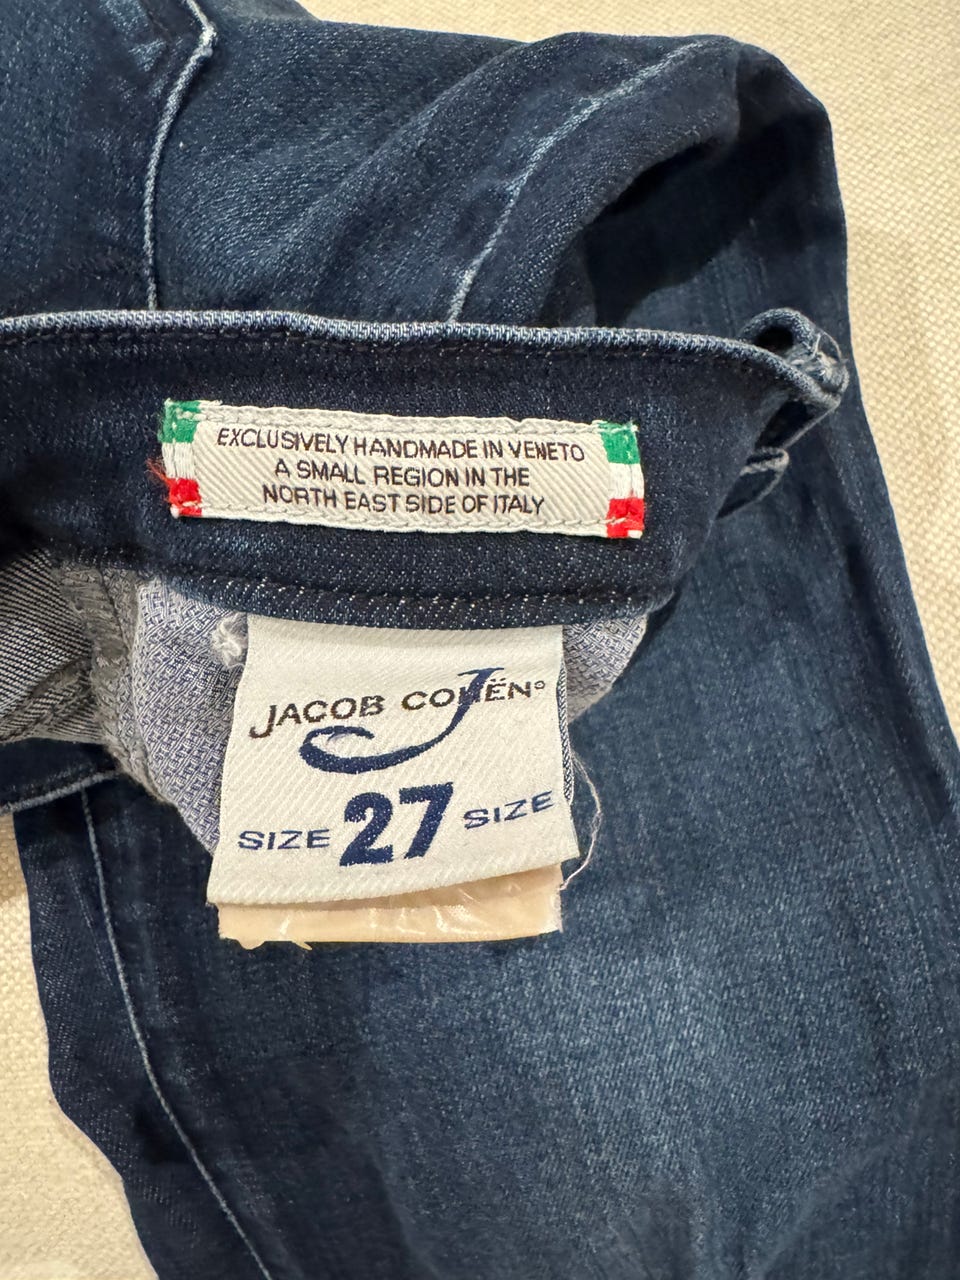 EXCLUSIVELY HANDMADE IN VENETO
A SMALL REGION IN THE
NORTH EAST SIDE OF ITALY
JACOB COHËN®
SIZE 27 SIZE